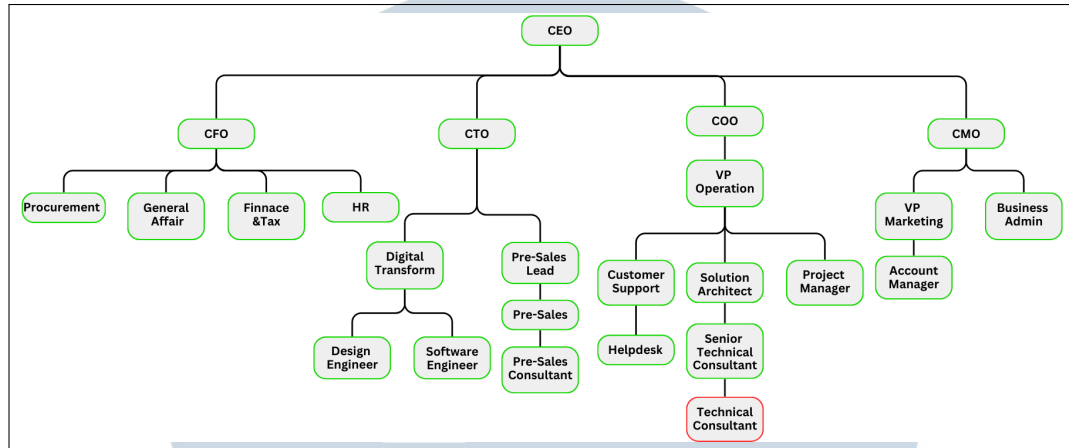 CEO
CFO
CTO
COO
CMO
Procurement
General
Affair
Finnace
&Tax
HR
VP
Operation
VP
Marketing
Business
Admin
Digital
Transform
Pre-Sales
Lead
Customer
Support
Solution
Architect
Project
Manager
Account
Manager
Design
Engineer
Software
Engineer
Pre-Sales
Pre-Sales
Consultant
Helpdesk
Senior
Technical
Consultant
Technical
Consultant